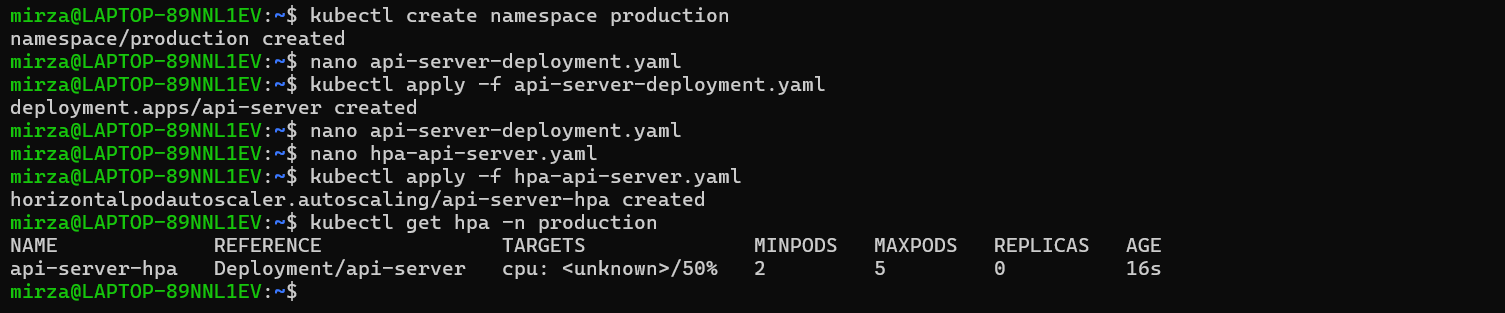 mirza@LAPTOP-89NNL1EV:~$ kubectl create namespace production
namespace/production created
mirza@LAPTOP-89NNL1EV:~$ nano api-server-deployment.yaml
mirza@LAPTOP-89NNL1EV:~$ kubectl apply -f api-server-deployment.yaml
deployment.apps/api-server created
mirza@LAPTOP-89NNL1EV:~$ nano api-server-deployment.yaml
mirza@LAPTOP-89NNL1EV:~$ nano hpa-api-server.yaml
mirza@LAPTOP-89NNL1EV:~$ kubectl apply -f hpa-api-server.yaml
horizontalpodautoscaler.autoscaling/api-server-hpa created
mirza@LAPTOP-89NNL1EV:~$ kubectl get hpa -n production
NAME             REFERENCE               TARGETS              MINPODS   MAXPODS   REPLICAS   AGE
api-server-hpa   Deployment/api-server   cpu: <unknown>/50%   2         5         0          16s
mirza@LAPTOP-89NNL1EV:~$